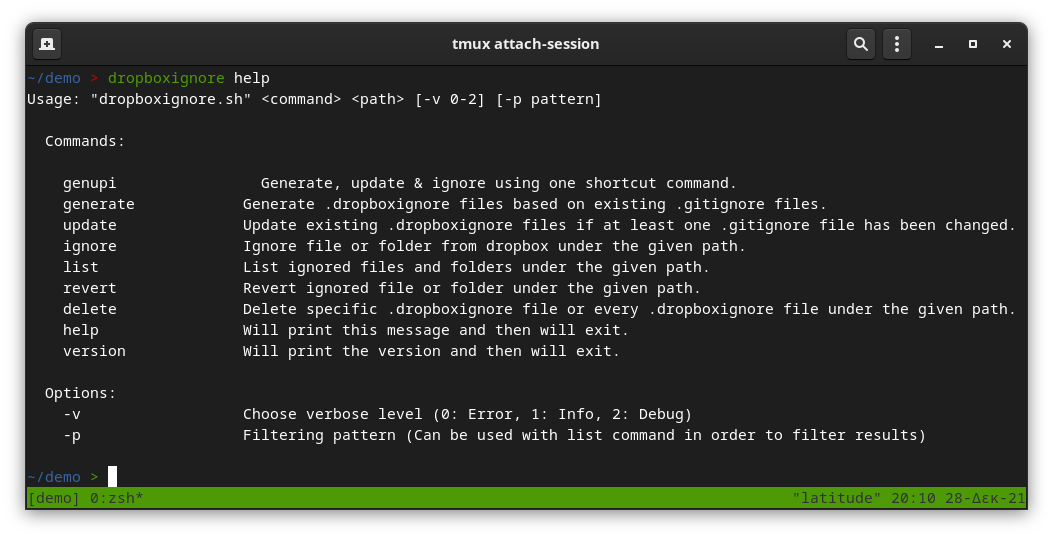 tmux attach-session
~/demo > dropboxignore help
Usage: "dropboxignore.sh" <command> <path> [-v 0-2] [-p pattern]
Commands:
genupi Generate, update & ignore using one shortcut command.
generate Generate .dropboxignore files based on existing .gitignore files.
update Update existing .dropboxignore files if at least one .gitignore file has been changed.
ignore Ignore file or folder from dropbox under the given path.
list List ignored files and folders under the given path.
revert Revert ignored file or folder under the given path.
delete Delete specific .dropboxignore file or every .dropboxignore file under the given path.
help Will print this message and then will exit.
version Will print the version and then will exit.
Options:
-v Choose verbose level (0: Error, 1: Info, 2: Debug)
-p Filtering pattern (Can be used with list command in order to filter results)
~/demo >
[demo] 0:zsh* "latitude" 20:10 28-Δεκ-21